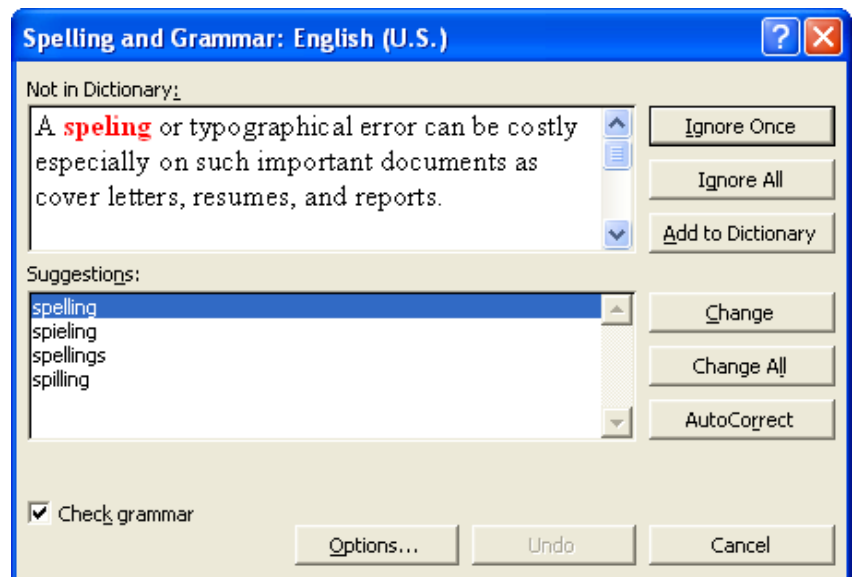 Spelling and Grammar: English (U.S.)
Not in Dictionary:
A speling or typographical error can be costly
especially on such important documents as
cover letters, resumes, and reports.
Ignore Once
Ignore All
Add to Dictionary
Suggestions:
spelling
spieling
spellings
spilling
Change
Change All
AutoCorrect
Check grammar
Options...
Undo
Cancel